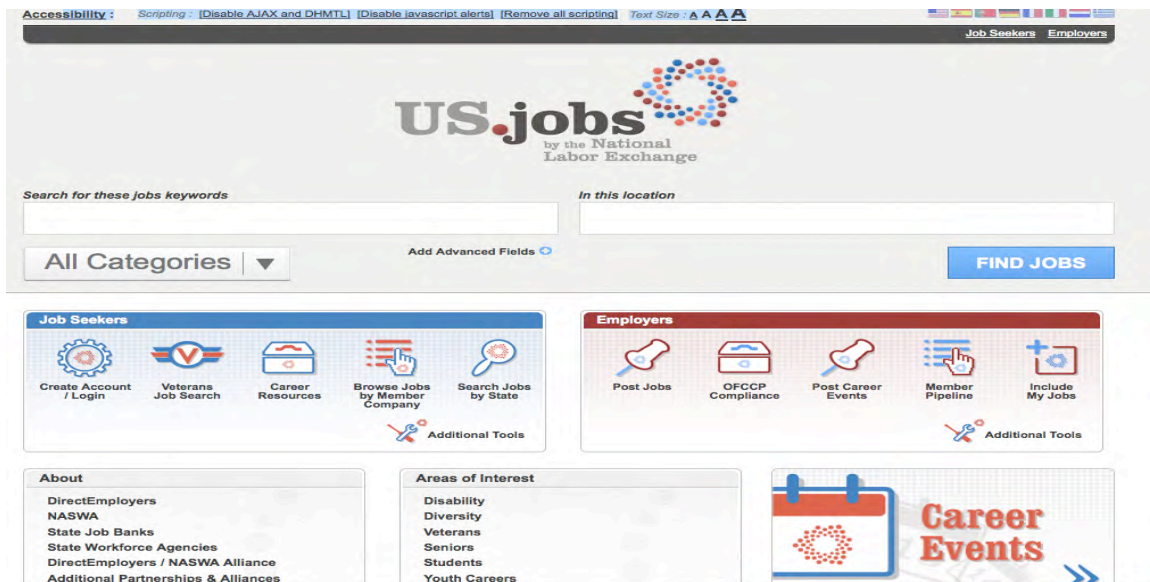 Accessibility : Scripting : [Disable AJAX and DHMTL] [Disable javascript alerts] [Remove all scripting] Text Size : A A A A
Job Seekers Employers
US.jobs
by the National
Labor Exchange
Search for these jobs keywords In this location
All Categories Add Advanced Fields FIND JOBS
Job Seekers
Create Account / Login
Veterans Job Search
Career Resources
Browse Jobs by Member Company
Search Jobs by State
Additional Tools
Employers
Post Jobs
OFCCP Compliance
Post Career Events
Member Pipeline
Include My Jobs
Additional Tools
About
DirectEmployers
NASWA
State Job Banks
State Workforce Agencies
DirectEmployers / NASWA Alliance
Additional Partnerships & Alliances
Areas of Interest
Disability
Diversity
Veterans
Seniors
Students
Youth Careers
Career
Events